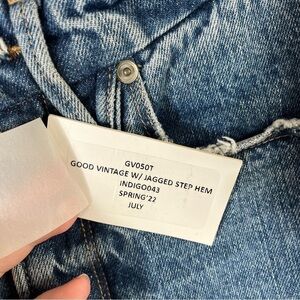 GV050T
GOOD VINTAGE W/ JAGGED STEP HEM
INDIGO043
SPRING'22
JULY